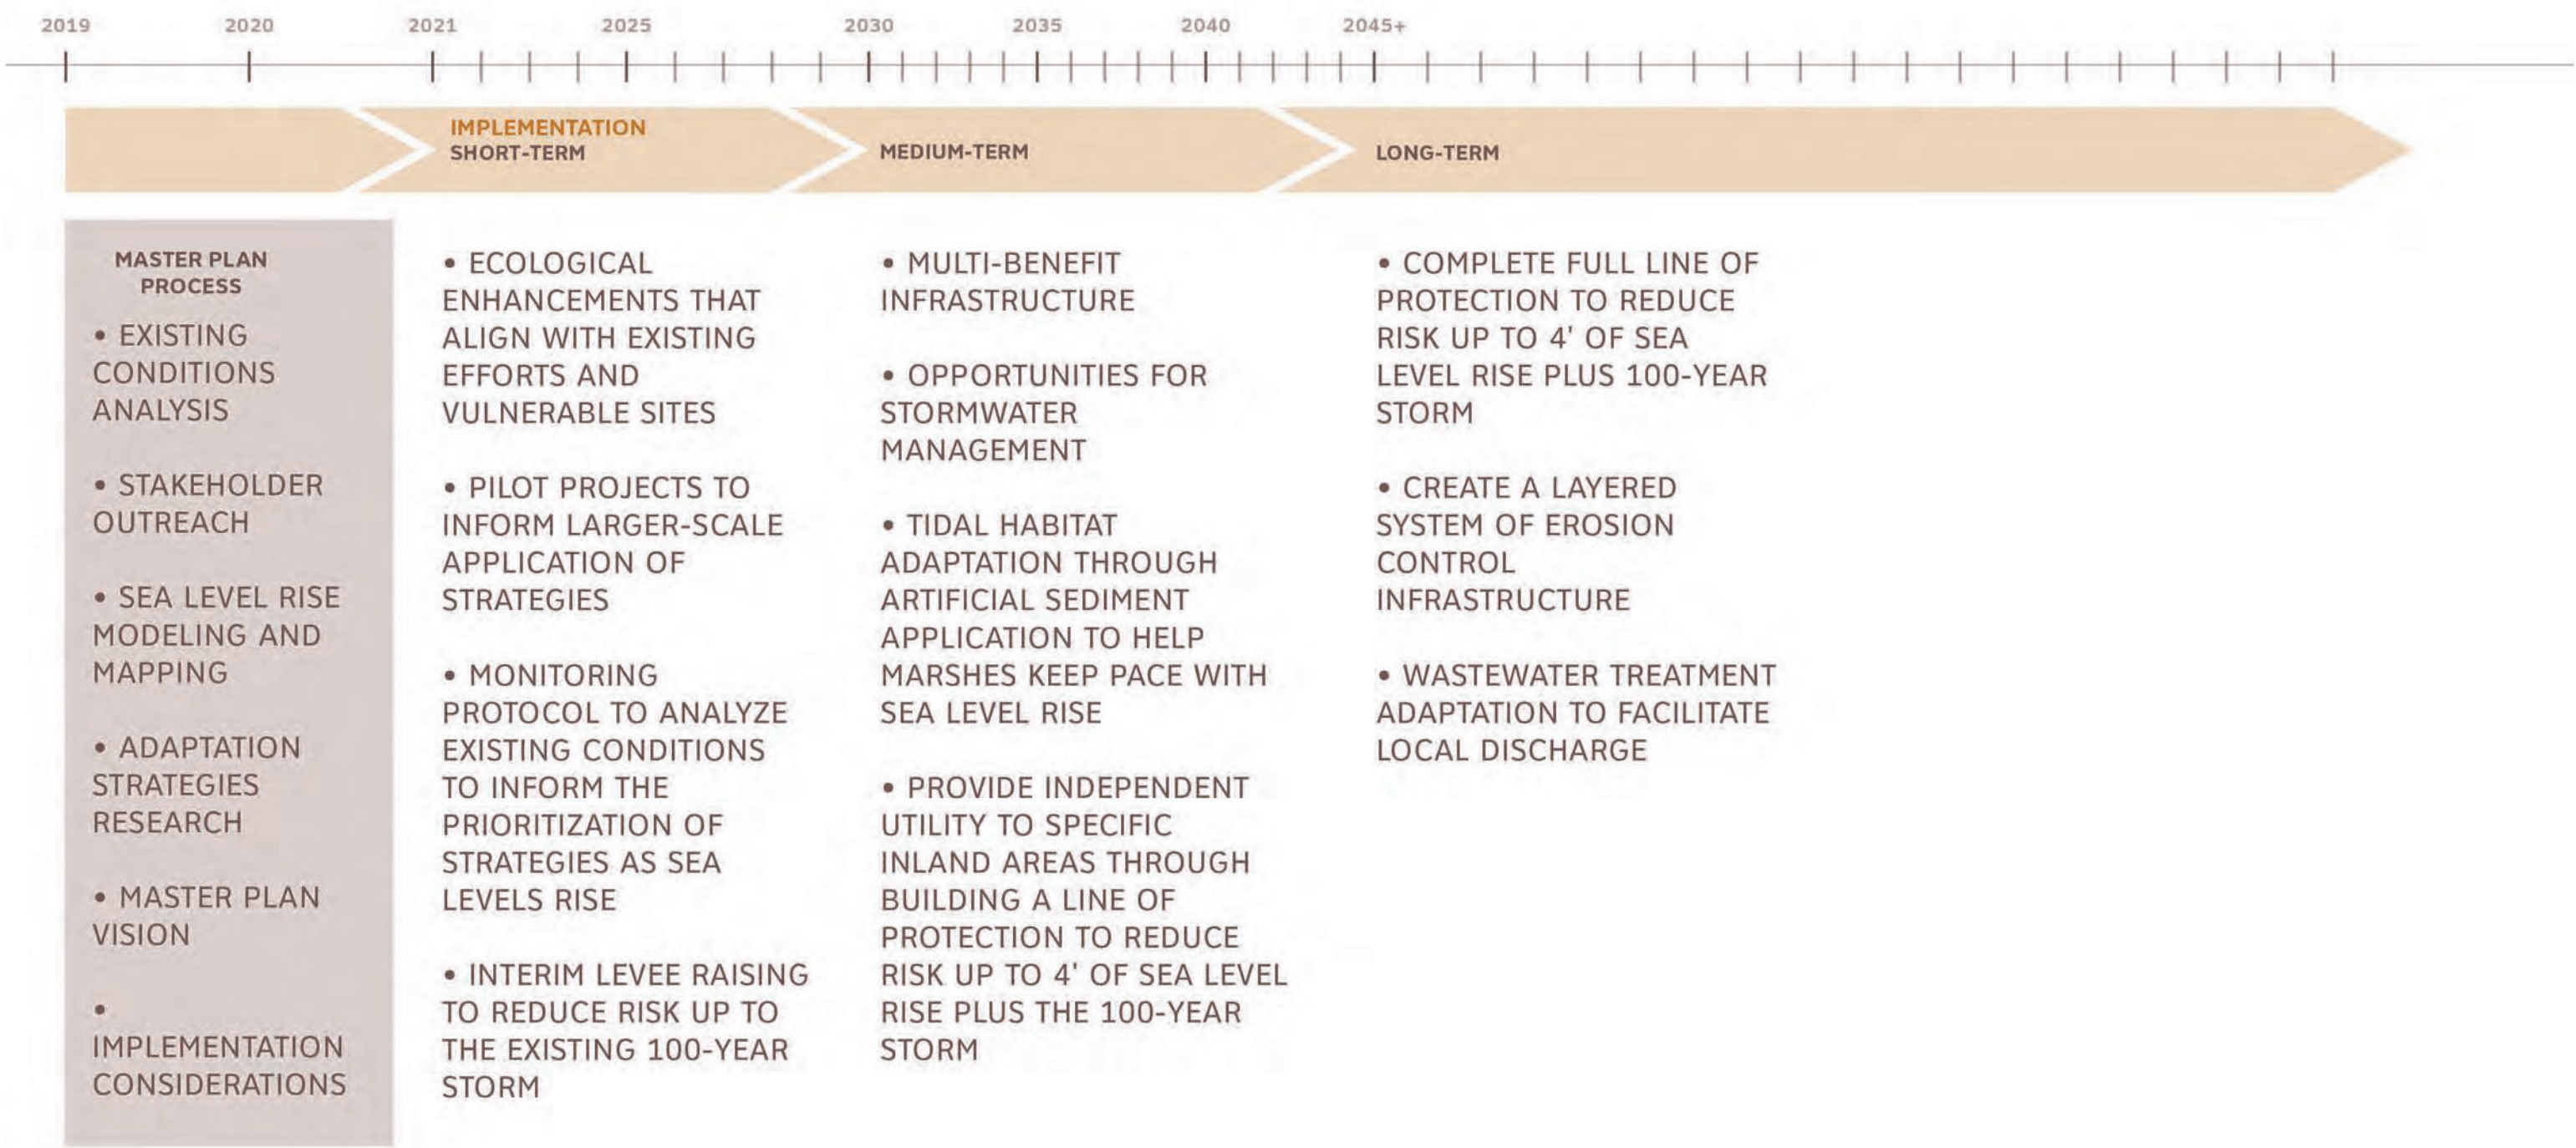 2019 2020 2021 2025 2030 2035 2040 2045+
IMPLEMENTATION
SHORT-TERM
MEDIUM-TERM
LONG-TERM
MASTER PLAN
PROCESS
• EXISTING
CONDITIONS
ANALYSIS
• STAKEHOLDER
OUTREACH
• SEA LEVEL RISE
MODELING AND
MAPPING
• ADAPTATION
STRATEGIES
RESEARCH
• MASTER PLAN
VISION
•
IMPLEMENTATION
CONSIDERATIONS
• ECOLOGICAL
ENHANCEMENTS THAT
ALIGN WITH EXISTING
EFFORTS AND
VULNERABLE SITES
• PILOT PROJECTS TO
INFORM LARGER-SCALE
APPLICATION OF
STRATEGIES
• MONITORING
PROTOCOL TO ANALYZE
EXISTING CONDITIONS
TO INFORM THE
PRIORITIZATION OF
STRATEGIES AS SEA
LEVELS RISE
• INTERIM LEVEE RAISING
TO REDUCE RISK UP TO
THE EXISTING 100-YEAR
STORM
• MULTI-BENEFIT
INFRASTRUCTURE
• OPPORTUNITIES FOR
STORMWATER
MANAGEMENT
• TIDAL HABITAT
ADAPTATION THROUGH
ARTIFICIAL SEDIMENT
APPLICATION TO HELP
MARSHES KEEP PACE WITH
SEA LEVEL RISE
• PROVIDE INDEPENDENT
UTILITY TO SPECIFIC
INLAND AREAS THROUGH
BUILDING A LINE OF
PROTECTION TO REDUCE
RISK UP TO 4' OF SEA LEVEL
RISE PLUS THE 100-YEAR
STORM
• COMPLETE FULL LINE OF
PROTECTION TO REDUCE
RISK UP TO 4' OF SEA
LEVEL RISE PLUS 100-YEAR
STORM
• CREATE A LAYERED
SYSTEM OF EROSION
CONTROL
INFRASTRUCTURE
• WASTEWATER TREATMENT
ADAPTATION TO FACILITATE
LOCAL DISCHARGE